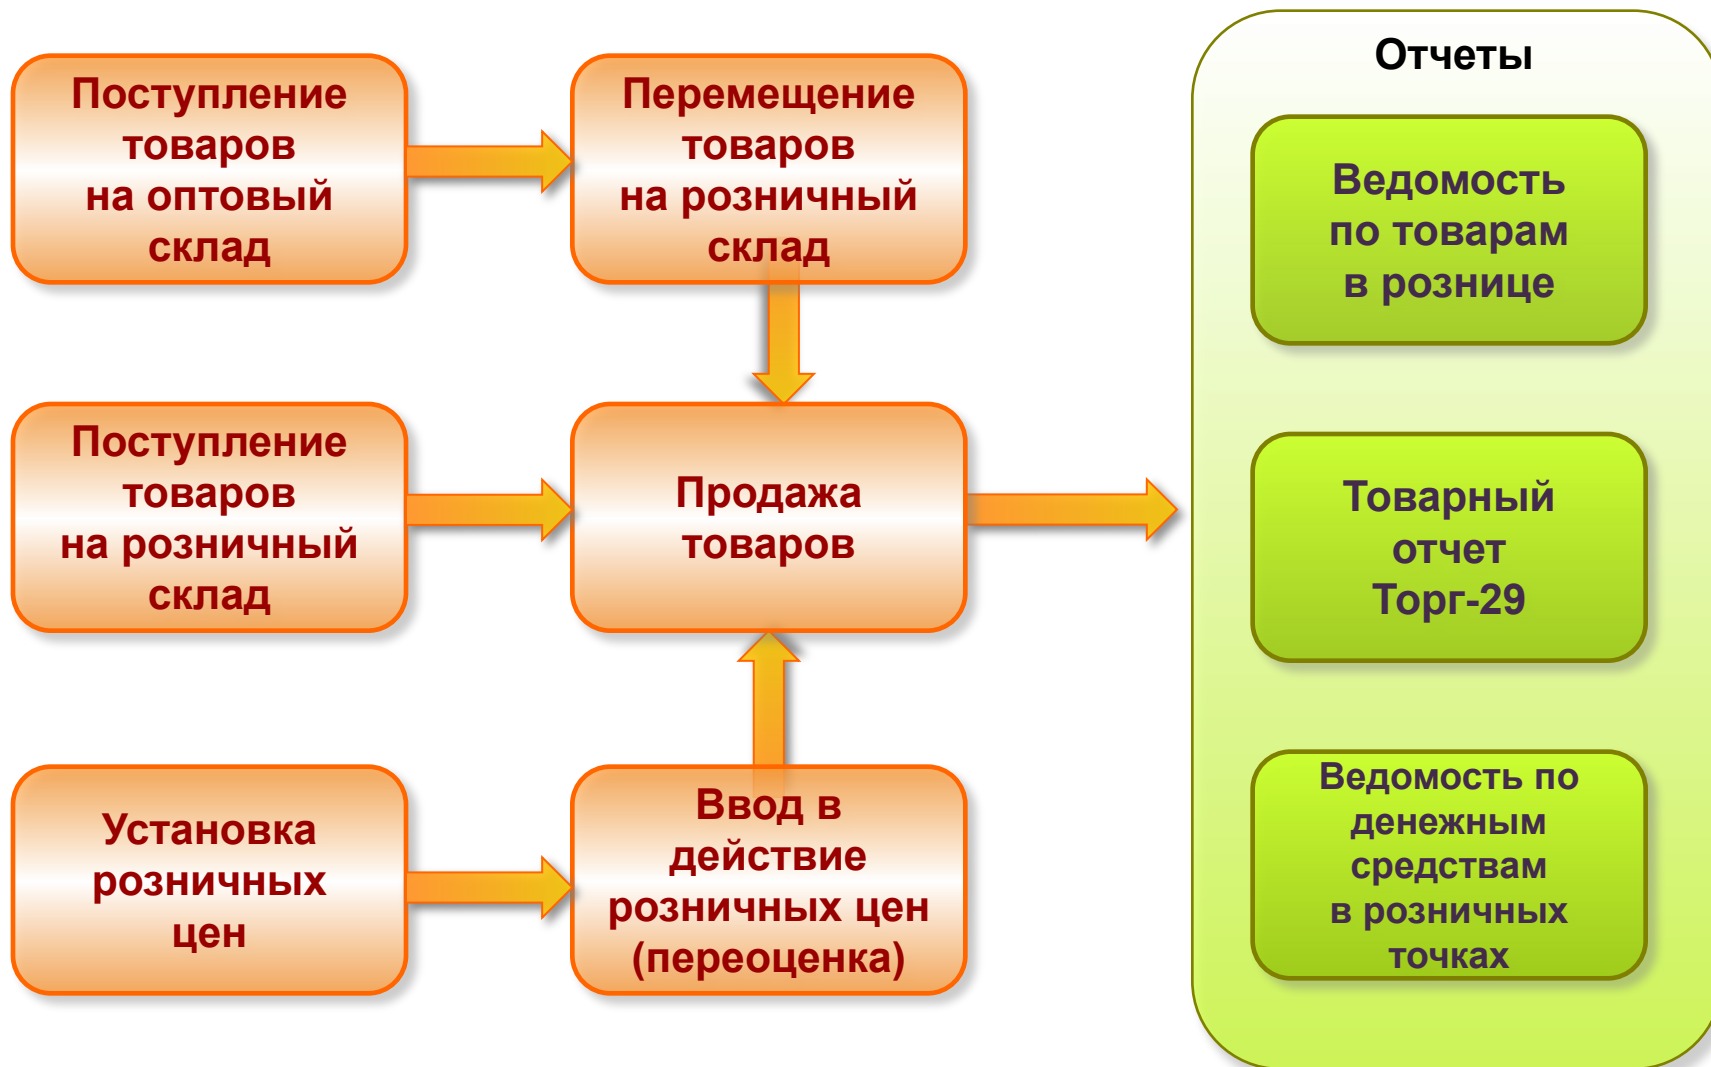 Поступление
товаров
на оптовый
склад
Перемещение
товаров
на розничный
склад
Поступление
товаров
на розничный
склад
Продажа
товаров
Установка
розничных
цен
Ввод в
действие
розничных цен
(переоценка)
Отчеты
Ведомость
по товарам
в рознице
Товарный
отчет
Торг-29
Ведомость по
денежным
средствам
в розничных
точках